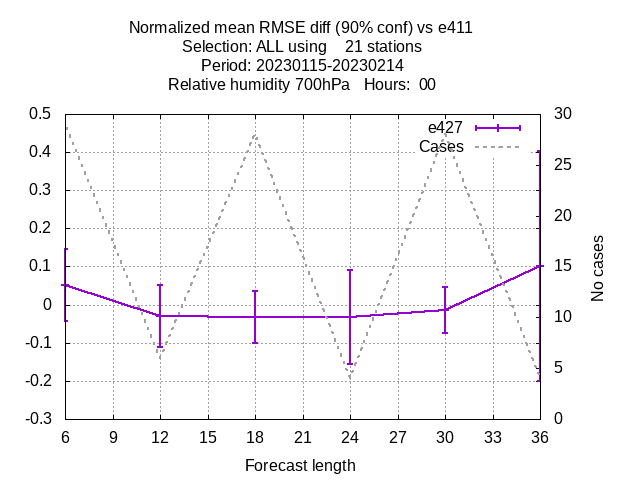 Normalized mean RMSE diff (90% conf) vs e411
Selection: ALL using    21 stations
Period: 20230115-20230214
Relative humidity 700hPa   Hours:  00
0.5
0.4
0.3
0.2
0.1
0
-0.1
-0.2
-0.3
e427
Cases
30
25
20
15
10
5
0
No cases
6 9 12 15 18 21 24 27 30 33 36
Forecast length